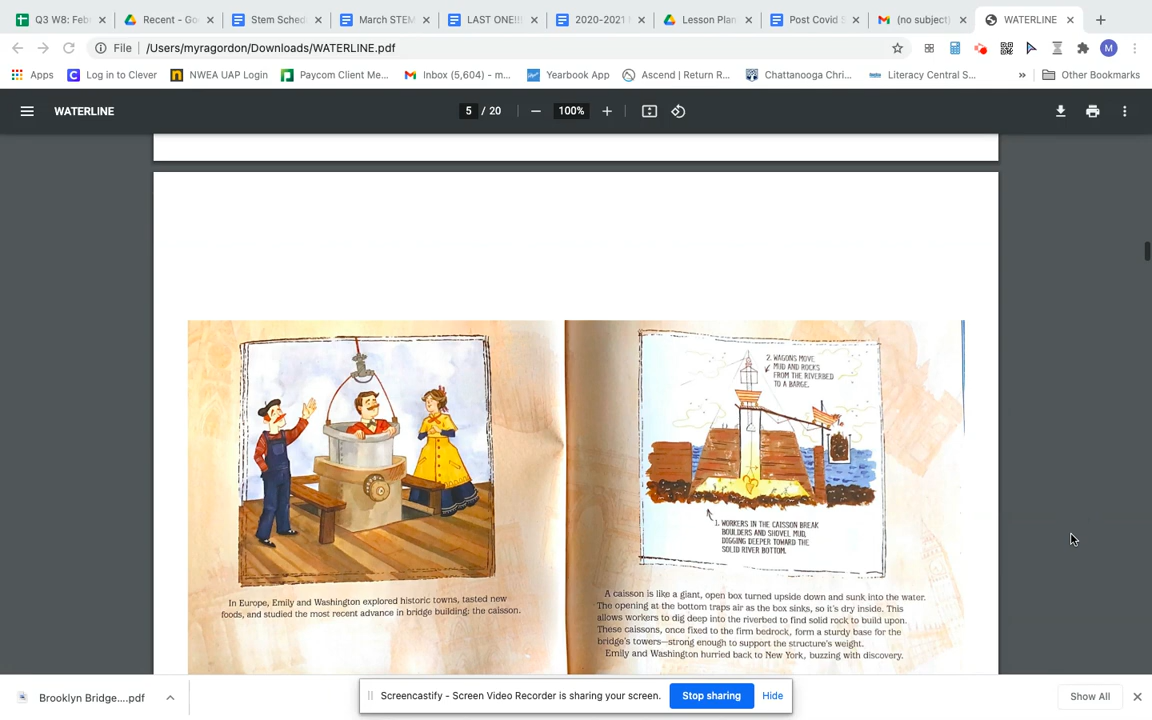 Q3 W8: Feb
Recent - Go
Stem Sched
March STEM
LAST ONE!!!
2020-2021
Lesson Plan
Post Covid S
(no subject)
WATERLINE
File /Users/myragordon/Downloads/WATERLINE.pdf
M
Apps
Log in to Clever
NWEA UAP Login
Paycom Client Me...
Inbox (5,604) – m...
Yearbook App
Ascend | Return R...
Chattanooga Chri...
Literacy Central S...
»
Other Bookmarks
WATERLINE
5 / 20
100%
2. WAGONS MOVE
MUD AND ROCKS
FROM THE RIVERBED
TO A BARGE.
1. WORKERS IN THE CAISSON BREAK
BOULDERS AND SHOVEL MUD,
DIGGING DEEPER TOWARD THE
SOLID RIVER BOTTOM.
In Europe, Emily and Washington explored historic towns, tasted new
foods, and studied the most recent advance in bridge building: the caisson.
A caisson is like a giant, open box turned upside down and sunk into the water.
The opening at the bottom traps air as the box sinks, so it's dry inside. This
allows workers to dig deep into the riverbed to find solid rock to build upon.
These caissons, once fixed to the firm bedrock, form a sturdy base for the
bridge's towers—strong enough to support the structure's weight.
Emily and Washington hurried back to New York, buzzing with discovery.
Brooklyn Bridge....pdf
Screencastify - Screen Video Recorder is sharing your screen.
Stop sharing
Hide
Show All